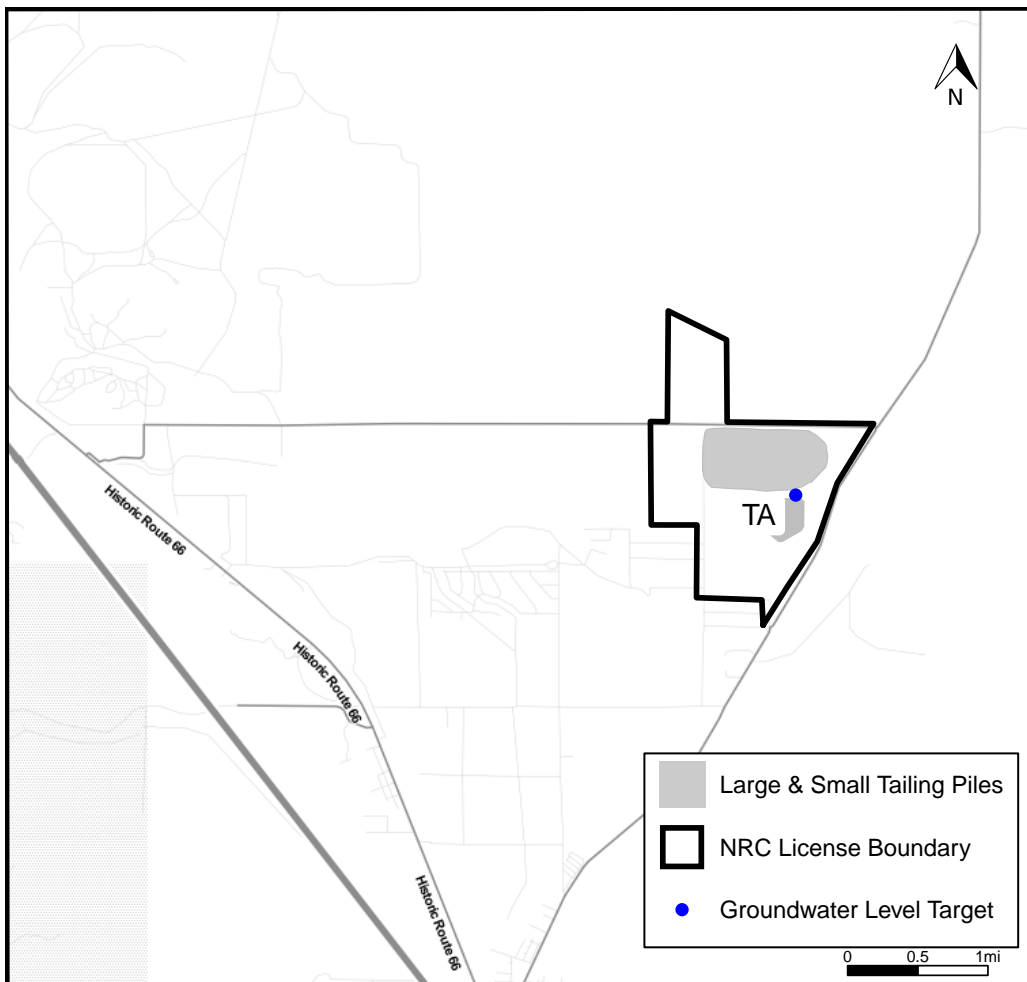 N
TA
Historic Route 66
Historic Route 66
Historic Route 66
Large & Small Tailing Piles
NRC License Boundary
Groundwater Level Target
0 0.5 1mi